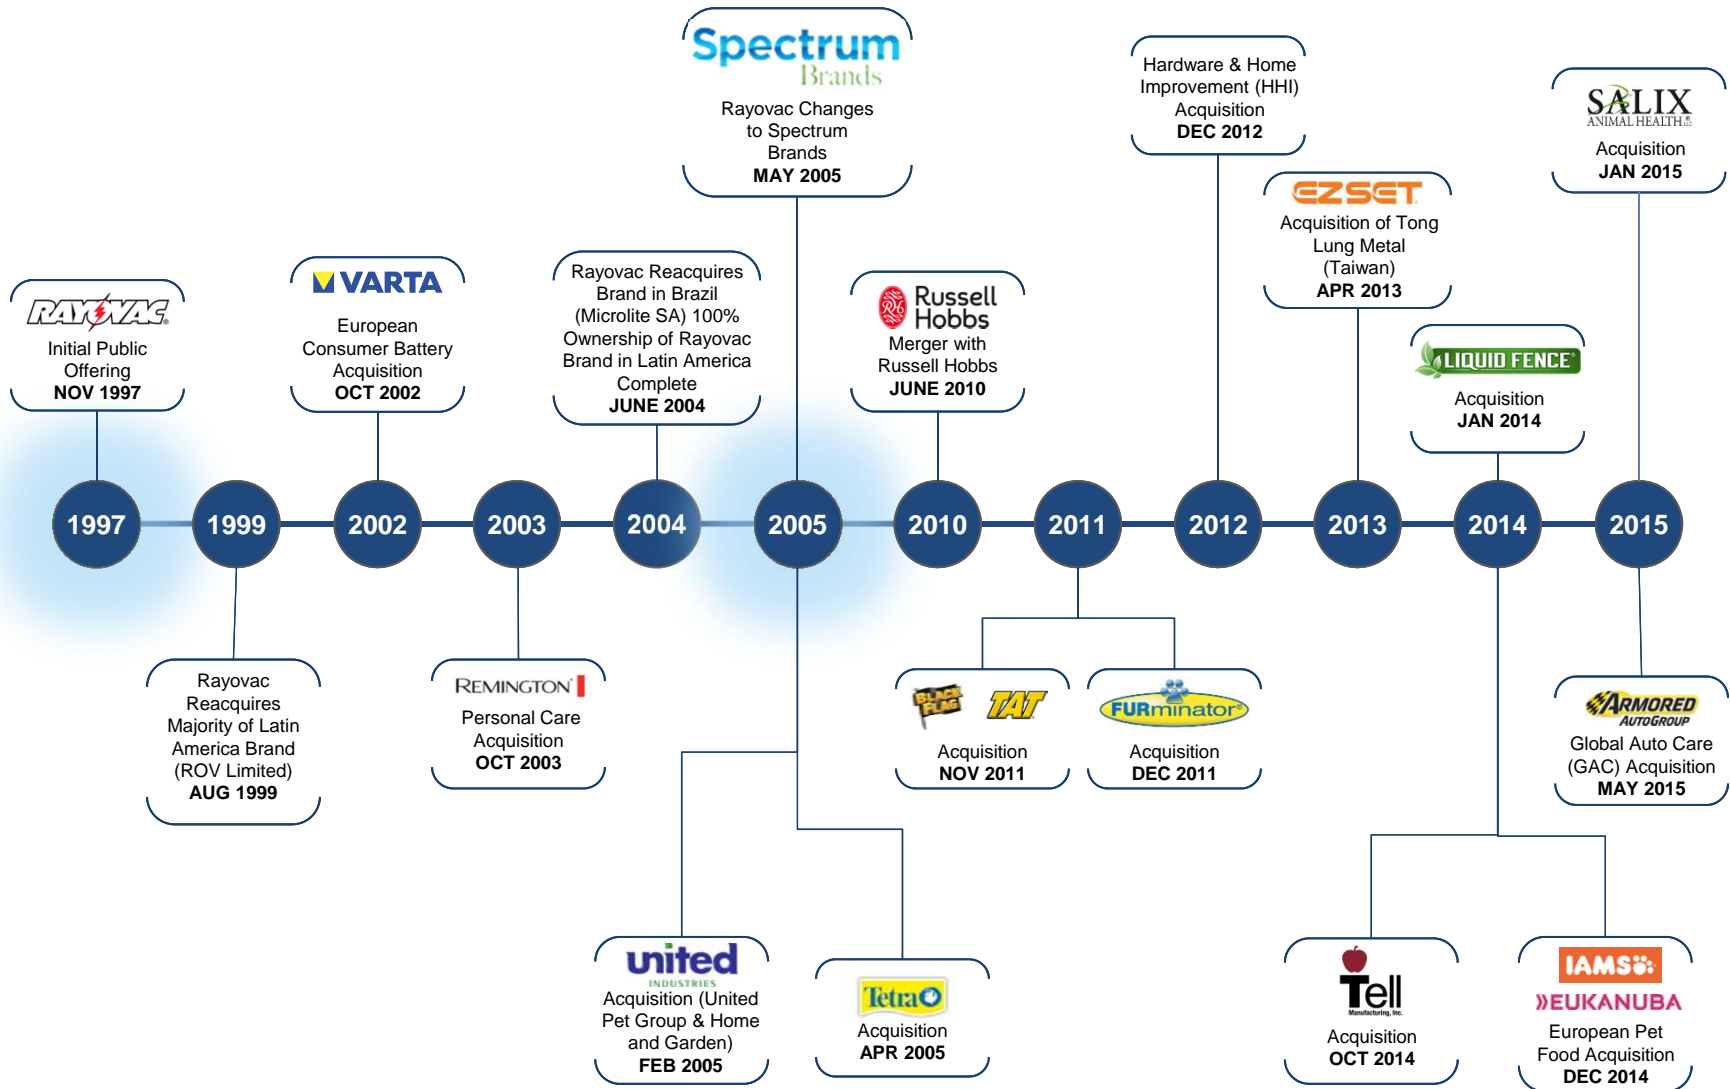 Spectrum
Brands
Rayovac Changes
to Spectrum
Brands
MAY 2005
Hardware & Home
Improvement (HHI)
Acquisition
DEC 2012
SALIX
ANIMAL HEALTH
Acquisition
JAN 2015
EZSET
Acquisition of Tong
Lung Metal
(Taiwan)
APR 2013
RAYOVAC
Initial Public
Offering
NOV 1997
VARTA
European
Consumer Battery
Acquisition
OCT 2002
Rayovac Reacquires
Brand in Brazil
(Microlite SA) 100%
Ownership of Rayovac
Brand in Latin America
Complete
JUNE 2004
Russell
Hobbs
Merger with
Russell Hobbs
JUNE 2010
LIQUID FENCE
Acquisition
JAN 2014
1997
1999
2002
2003
2004
2005
2010
2011
2012
2013
2014
2015
Rayovac
Reacquires
Majority of Latin
America Brand
(ROV Limited)
AUG 1999
REMINGTON
Personal Care
Acquisition
OCT 2003
BLACK
FLAG
TAT
Acquisition
NOV 2011
FURminator
Acquisition
DEC 2011
ARMORED
AUTOGROUP
Global Auto Care
(GAC) Acquisition
MAY 2015
united
INDUSTRIES
Acquisition (United
Pet Group & Home
and Garden)
FEB 2005
Tetra
Acquisition
APR 2005
Tell
Manufacturing, Inc.
Acquisition
OCT 2014
IAMS
»EUKANUBA
European Pet
Food Acquisition
DEC 2014